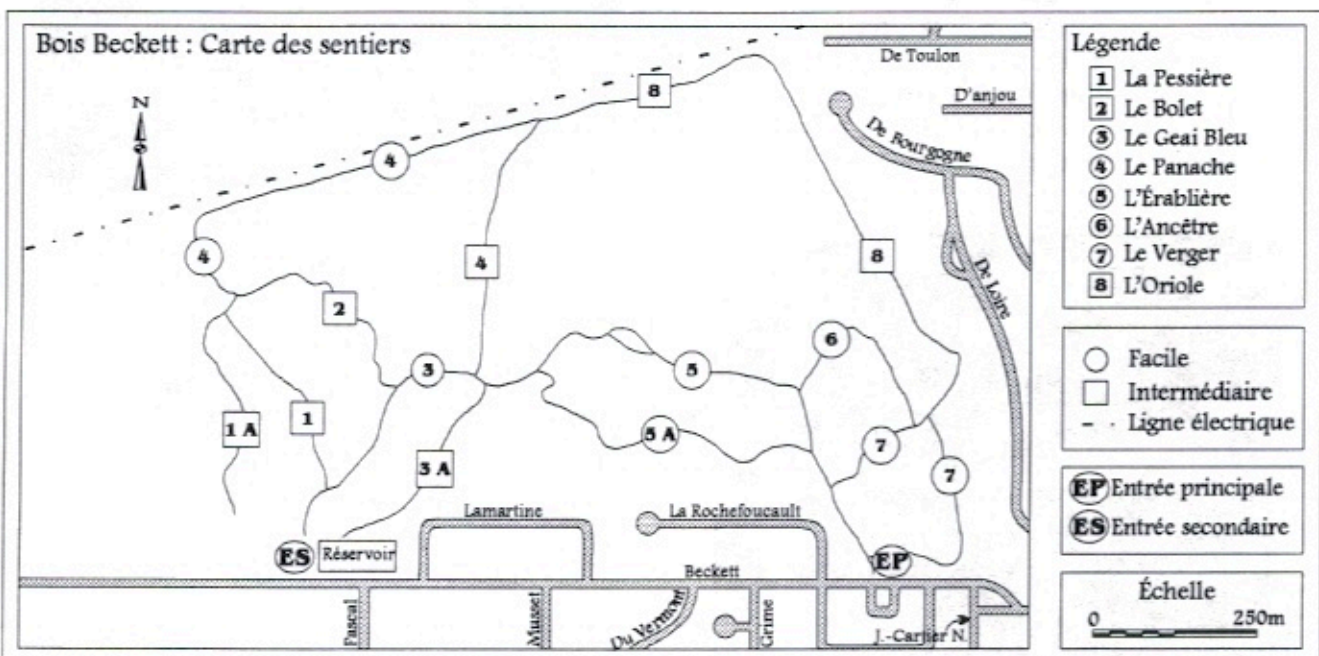 Bois Beckett : Carte des sentiers
N
De Toulon
D'anjou
De Bourgogne
De Loire
8
4
4
4
8
2
3
6
5
1
1 A
5 A
7
7
3 A
Lamartine
La Rochefoucault
ES
Réservoir
EP
Beckett
Pascal
Musset
Du Vermont
Grime
J.-Cartier N.
Légende
1 La Pessière
2 Le Bolet
3 Le Geai Bleu
4 Le Panache
5 L'Érablière
6 L'Ancêtre
7 Le Verger
8 L'Oriole
Facile
Intermédiaire
Ligne électrique
EP Entrée principale
ES Entrée secondaire
Échelle
0 250m